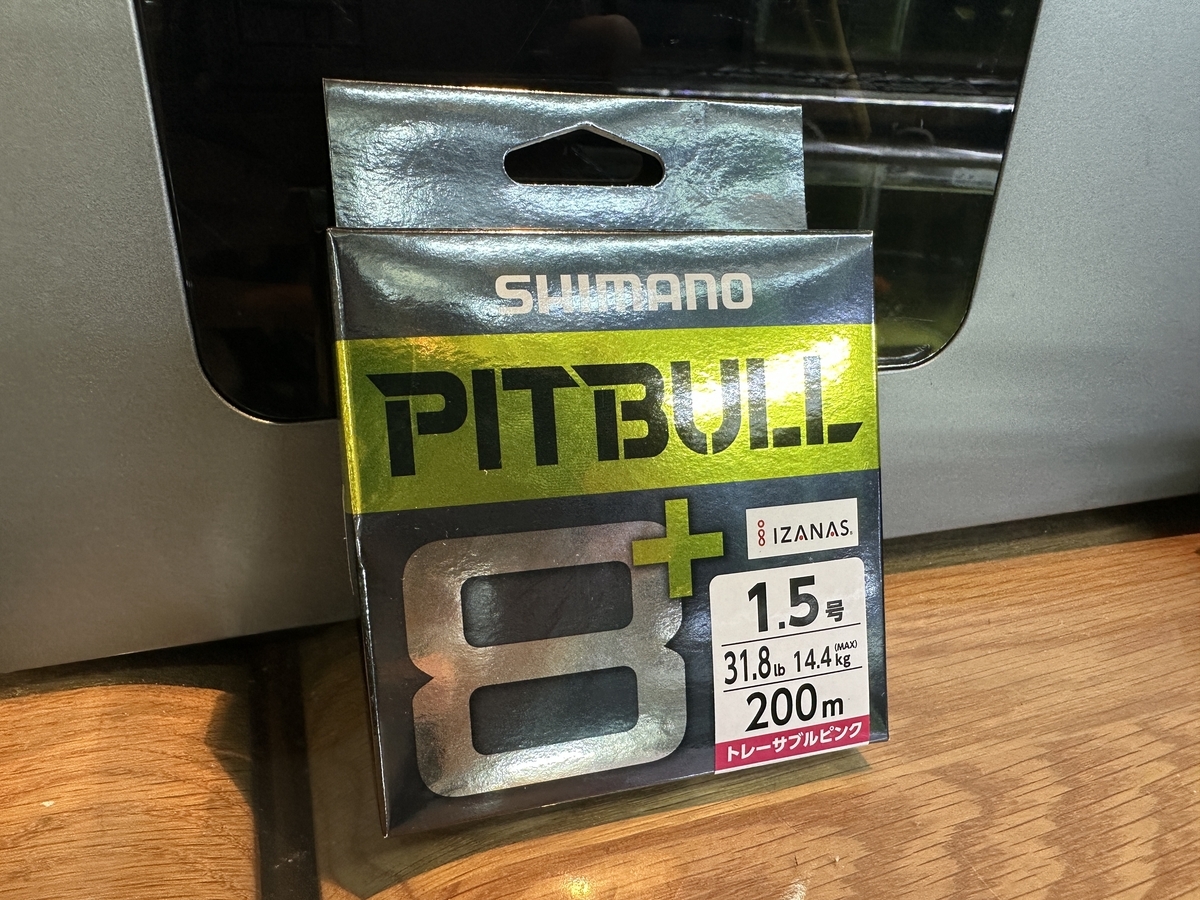 SHIMANO
PITBULL
8+
IZANAS
1.5号
31.8lb 14.4kg (MAX)
200m
トレーサブルピンク